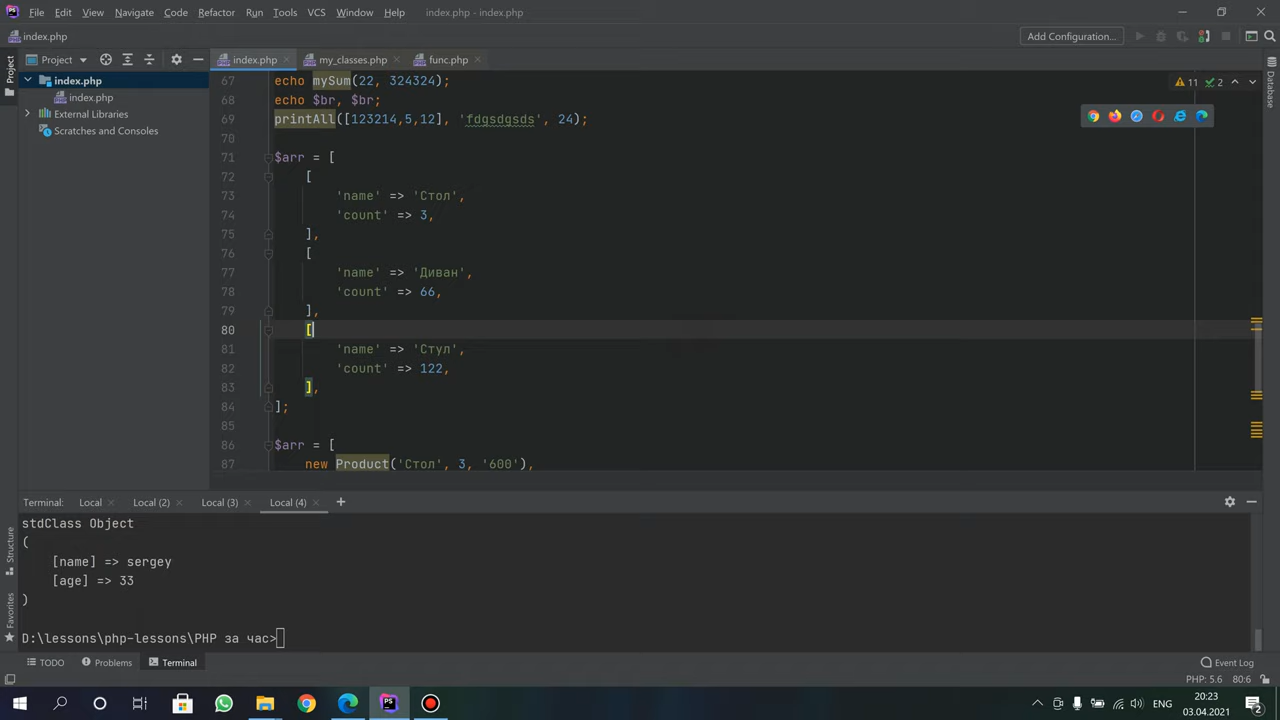 File Edit View Navigate Code Refactor Run Tools VCS Window Help index.php - index.php
index.php
Add Configuration...
Project
index.php
my_classes.php
func.php
Project
index.php
index.php
External Libraries
Scratches and Consoles
Database
11 2
67 echo mySum(22, 324324);
68 echo $br, $br;
69 printAll([123214,5,12], 'fdgsdgsds', 24);
70
71 $arr = [
72 [
73 'name' => 'Стол',
74 'count' => 3,
75 ],
76 [
77 'name' => 'Диван',
78 'count' => 66,
79 ],
80 [
81 'name' => 'Стул',
82 'count' => 122,
83 ],
84 ];
85
86 $arr = [
87 new Product('Стол', 3, '600'),
Terminal: Local Local (2) Local (3) Local (4)
stdClass Object
(
[name] => sergey
[age] => 33
)
D:\lessons\php-lessons\PHP за час>
Structure
Favorites
TODO Problems Terminal Event Log
PHP: 5.6 80:6
PS
ENG
20:23
03.04.2021
2